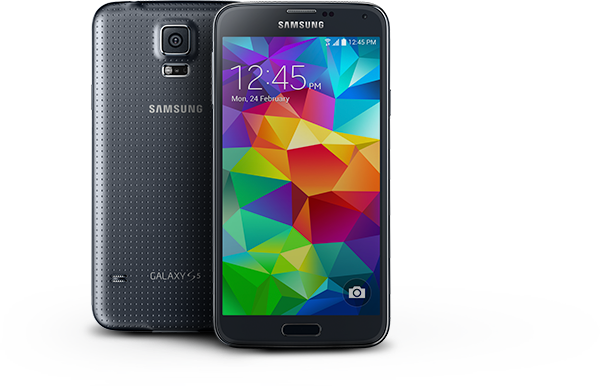 SAMSUNG
GALAXY S5
SAMSUNG
12:45 PM
12:45 PM
Mon, 24 February